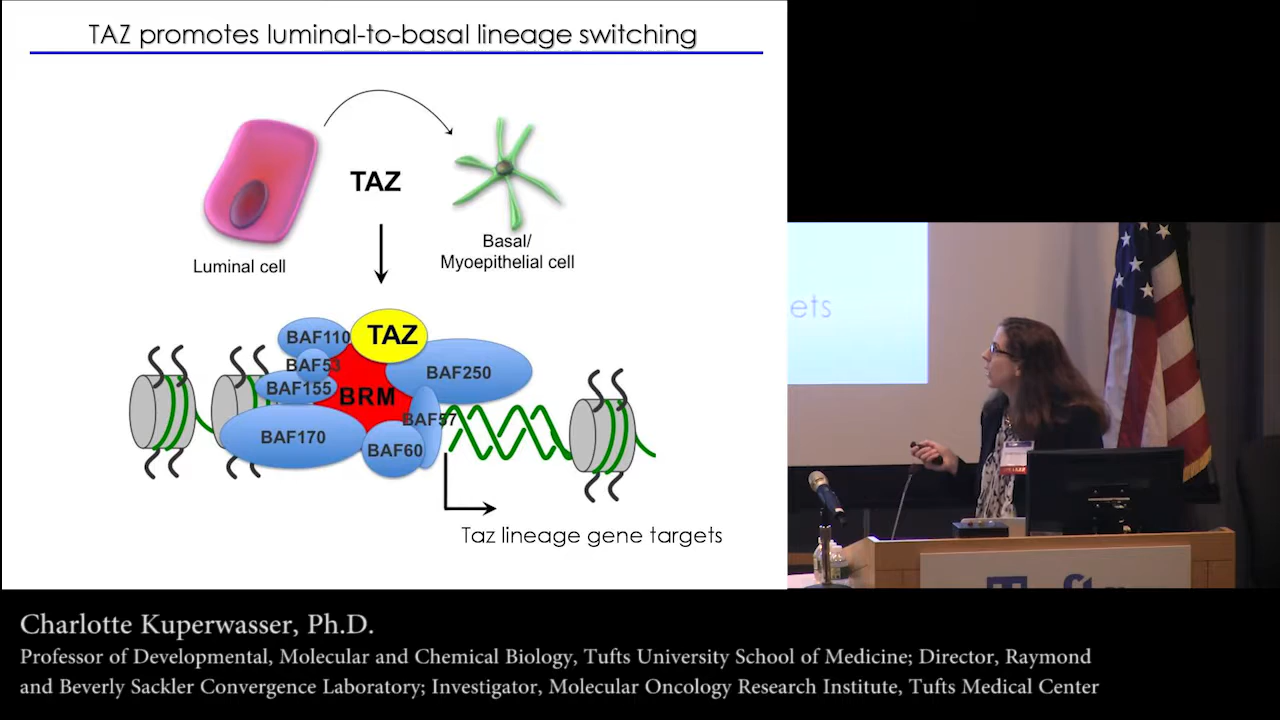 TAZ promotes luminal-to-basal lineage switching
TAZ
Luminal cell
Basal/
Myoepithelial cell
BAF110
TAZ
BAF53
BAF250
BAF155
BRM
BAF57
BAF170
BAF60
Taz lineage gene targets
ets
Charlotte Kuperwasser, Ph.D.
Professor of Developmental, Molecular and Chemical Biology, Tufts University School of Medicine; Director, Raymond
and Beverly Sackler Convergence Laboratory; Investigator, Molecular Oncology Research Institute, Tufts Medical Center